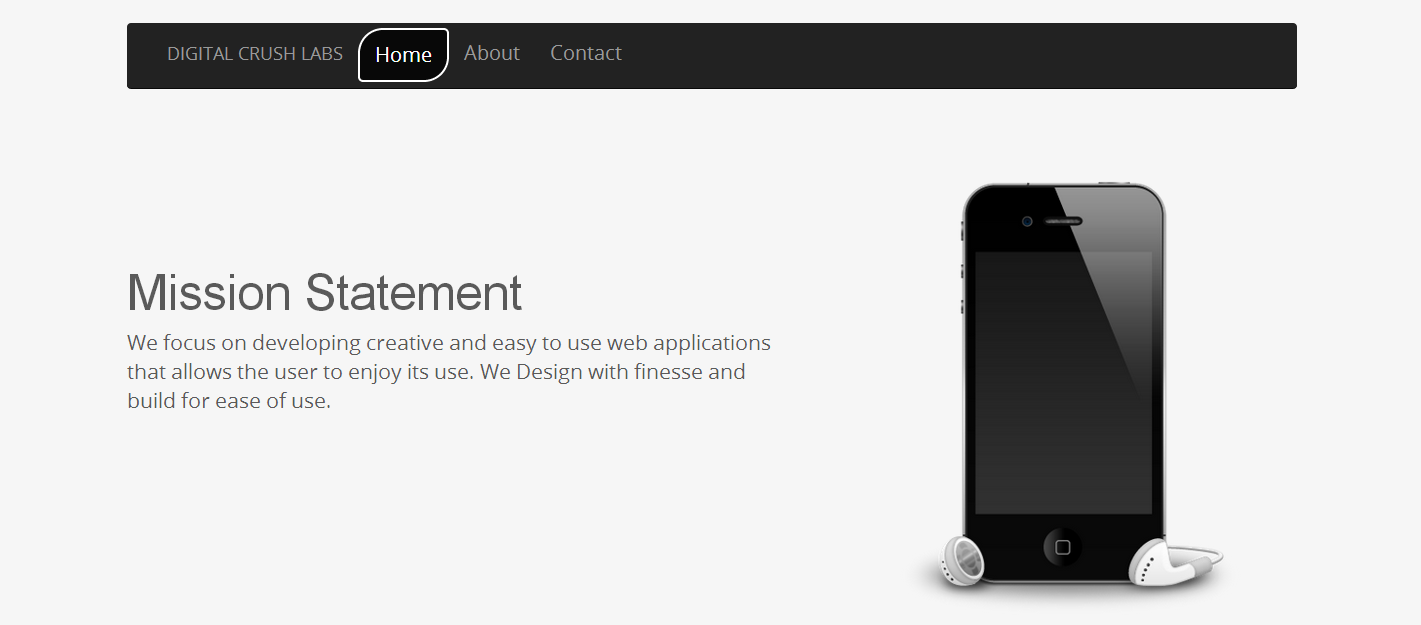 DIGITAL CRUSH LABS Home About Contact
Mission Statement
We focus on developing creative and easy to use web applications
that allows the user to enjoy its use. We Design with finesse and
build for ease of use.